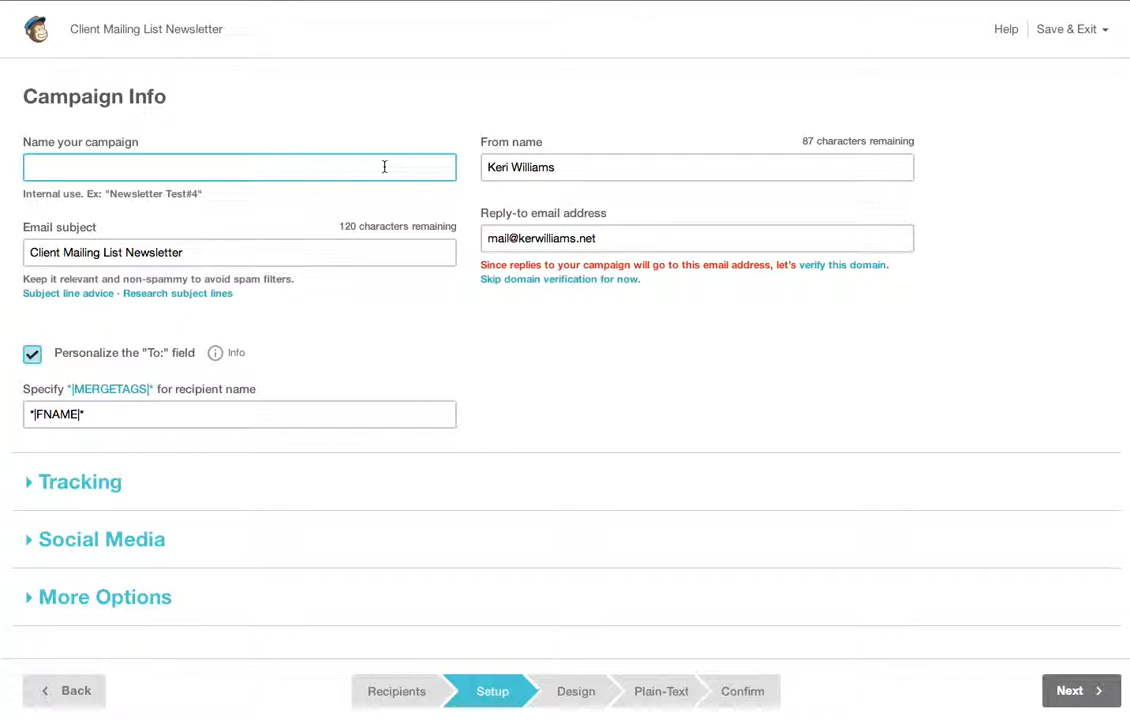 Client Mailing List Newsletter
Help
Save & Exit
Campaign Info
Name your campaign
Internal use. Ex: "Newsletter Test#4"
Email subject
120 characters remaining
Client Mailing List Newsletter
Keep it relevant and non-spammy to avoid spam filters.
Subject line advice · Research subject lines
From name
87 characters remaining
Keri Williams
Reply-to email address
mail@kerwilliams.net
Since replies to your campaign will go to this email address, let's verify this domain.
Skip domain verification for now.
Personalize the "To:" field
Info
Specify *|MERGETAGS|* for recipient name
*|FNAME|*
Tracking
Social Media
More Options
Back
Recipients
Setup
Design
Plain-Text
Confirm
Next